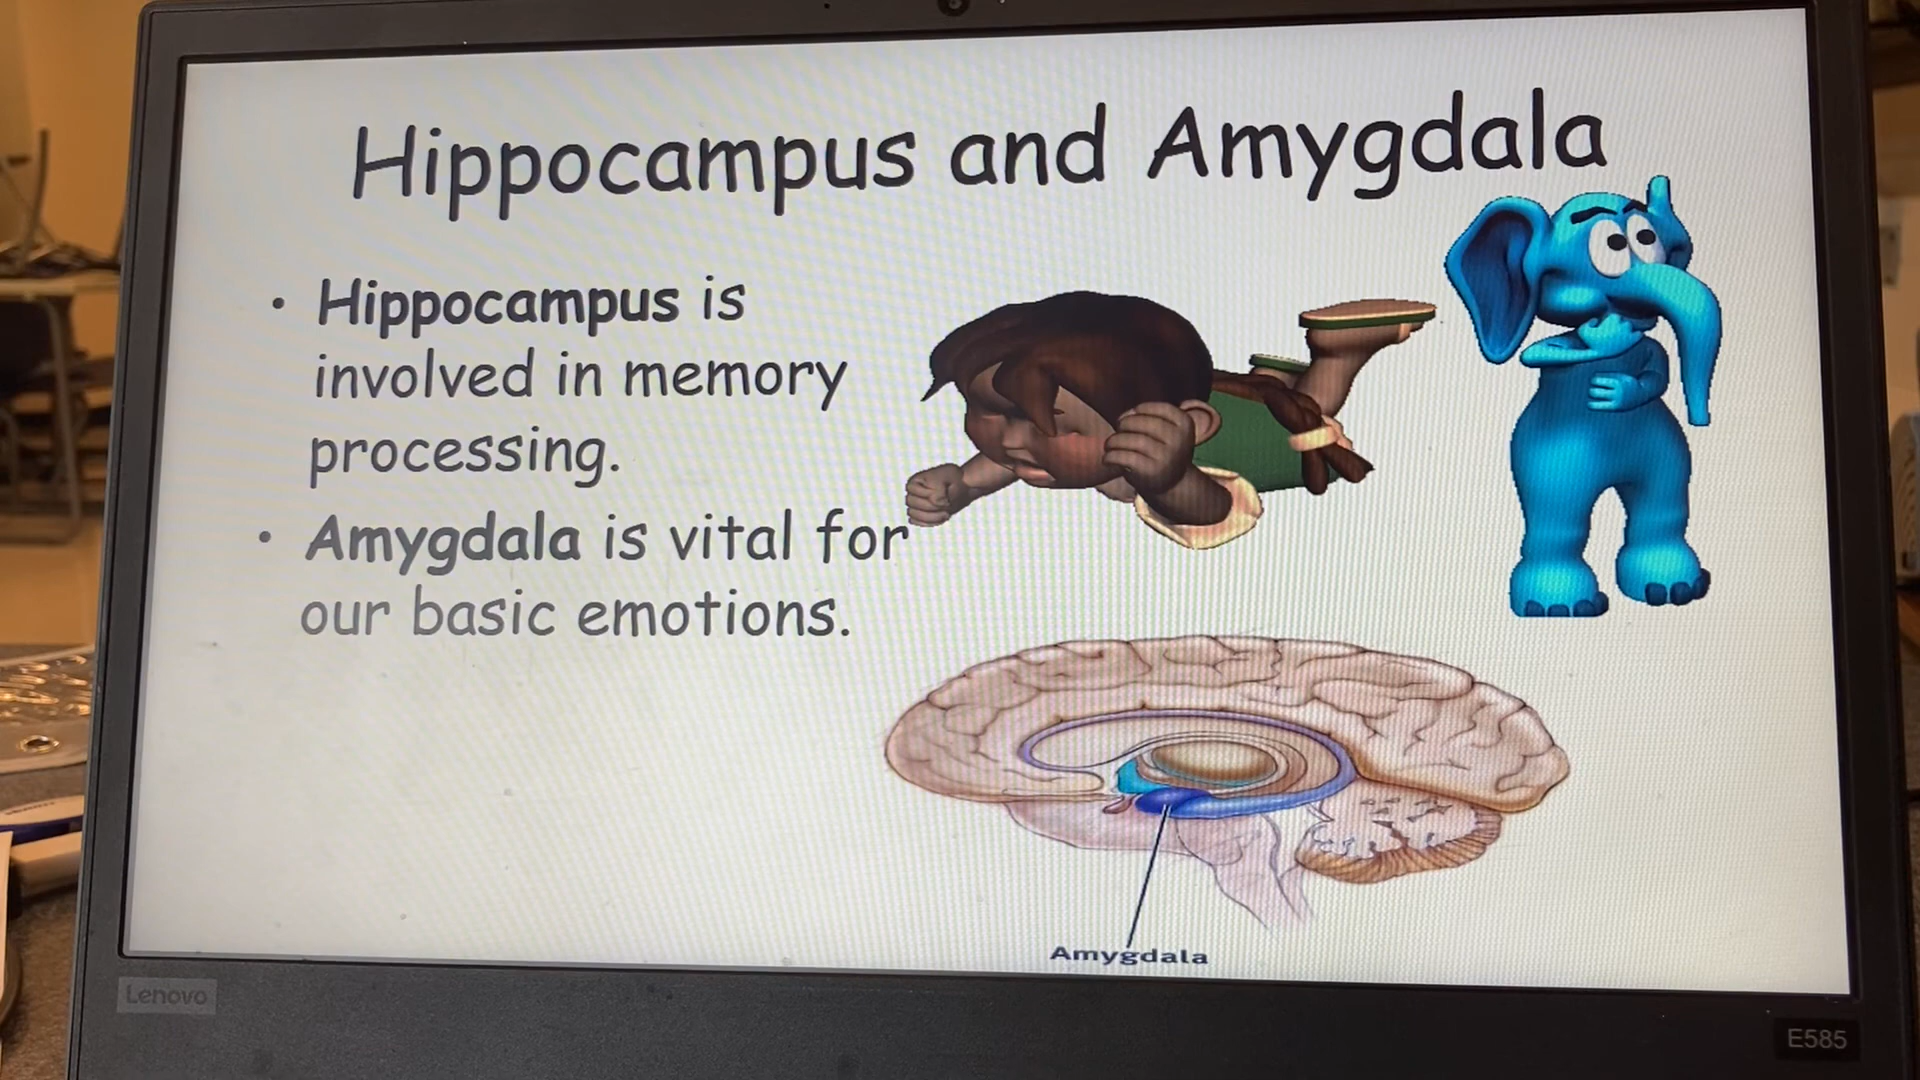 Hippocampus and Amygdala
• Hippocampus is
involved in memory
processing.
• Amygdala is vital for
our basic emotions.
Amygdala
Lenovo
E585